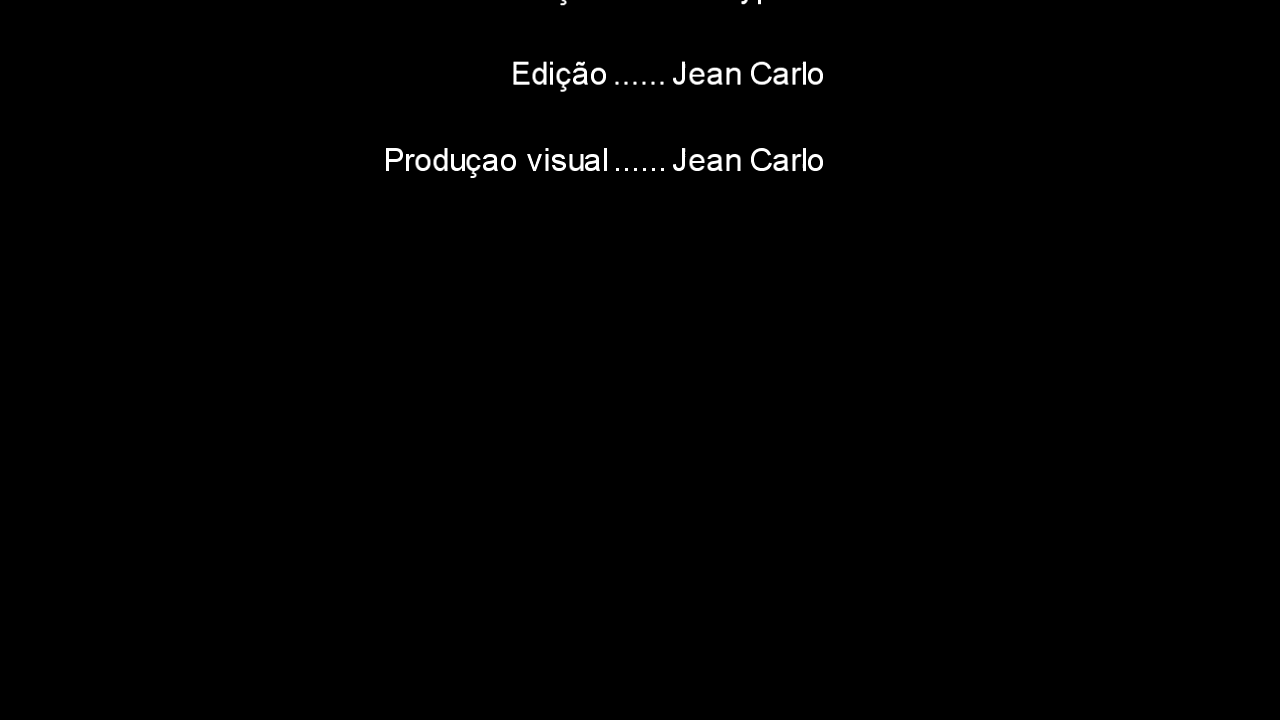 Edição ...... Jean Carlo
Produçao visual ...... Jean Carlo